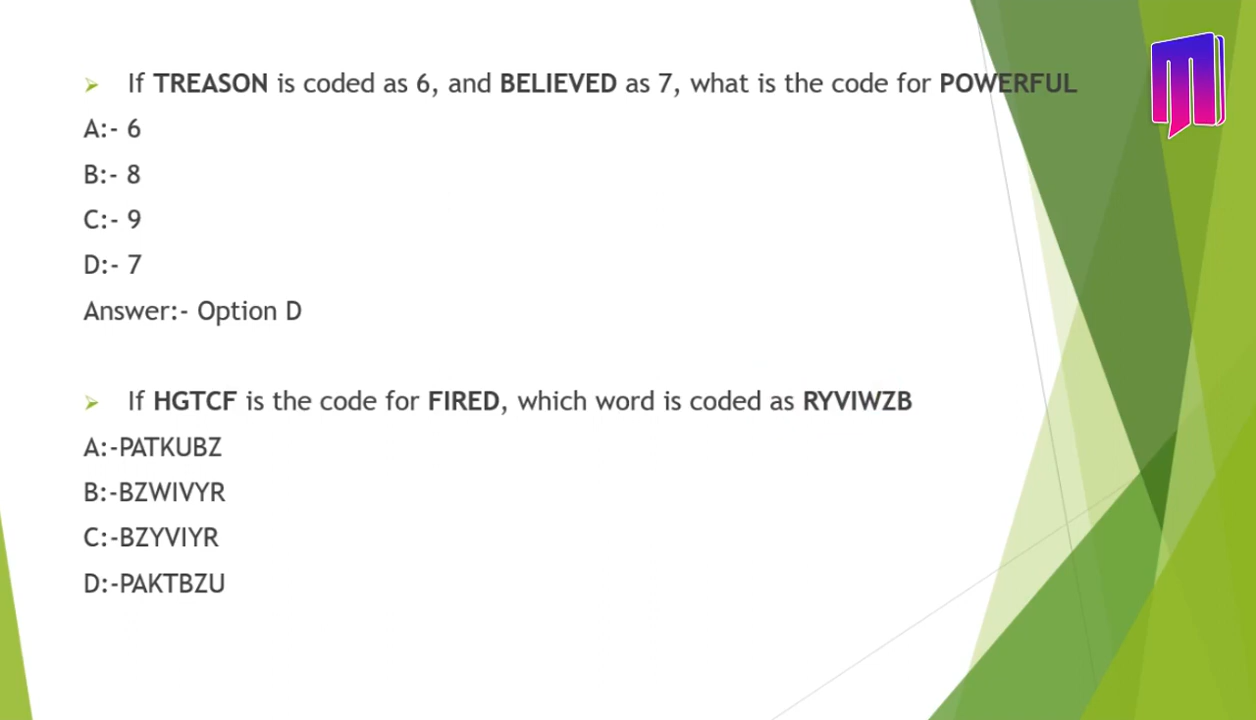 If TREASON is coded as 6, and BELIEVED as 7, what is the code for POWERFUL
A:- 6
B:- 8
C:- 9
D:- 7
Answer:- Option D
If HGTCF is the code for FIRED, which word is coded as RYVIWZB
A:-PATKUBZ
B:-BZWIVYR
C:-BZYVIYR
D:-PAKTBZU